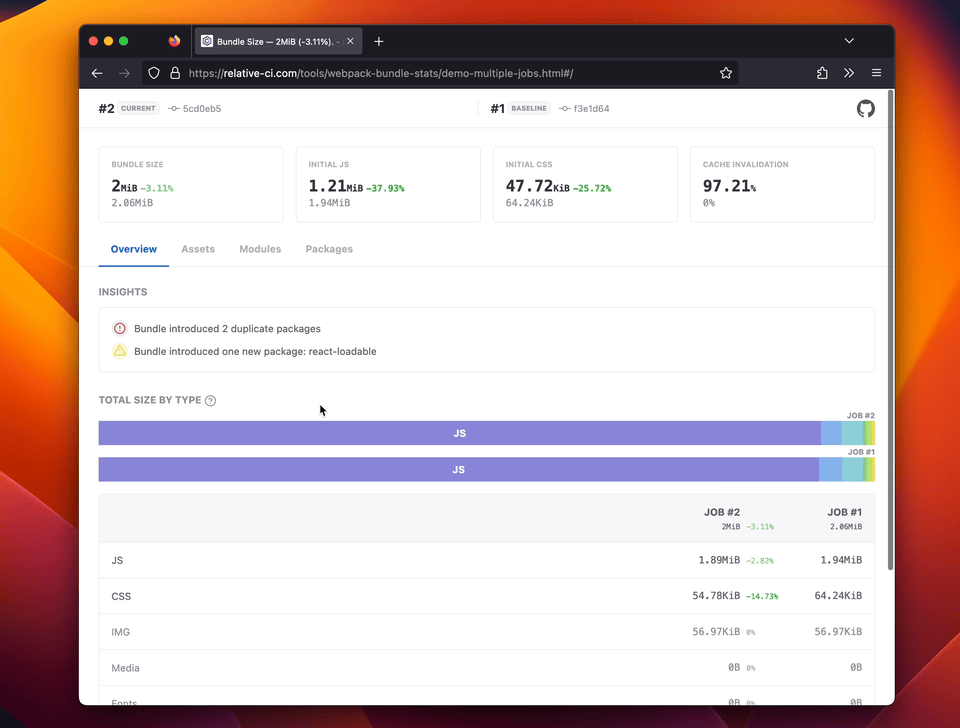 Bundle Size — 2MiB (-3.11%). -
https://relative-ci.com/tools/webpack-bundle-stats/demo-multiple-jobs.html#/
#2 CURRENT 5cd0eb5 #1 BASELINE f3e1d64
BUNDLE SIZE
2MiB -3.11%
2.06MiB
INITIAL JS
1.21MiB -37.93%
1.94MiB
INITIAL CSS
47.72KiB -25.72%
64.24KiB
CACHE INVALIDATION
97.21%
0%
Overview Assets Modules Packages
INSIGHTS
Bundle introduced 2 duplicate packages
Bundle introduced one new package: react-loadable
TOTAL SIZE BY TYPE ?
JOB #2
JS
JOB #1
JS
JOB #2 JOB #1
2MiB -3.11% 2.06MiB
JS 1.89MiB -2.82% 1.94MiB
CSS 54.78KiB -14.73% 64.24KiB
IMG 56.97KiB 0% 56.97KiB
Media 0B 0% 0B
Fonts 0B 0% 0B